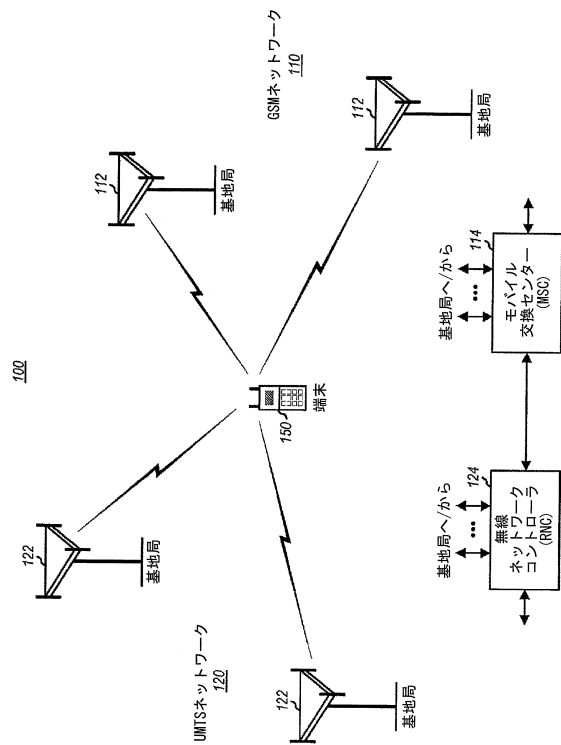 100
UMTSネットワーク
120
122
基地局
122
基地局
GSMネットワーク
110
112
基地局
112
基地局
150
端末
基地局へ/から
•••
124
無線
ネットワーク
コントローラ
(RNC)
基地局へ/から
•••
114
モバイル
交換センター
(MSC)